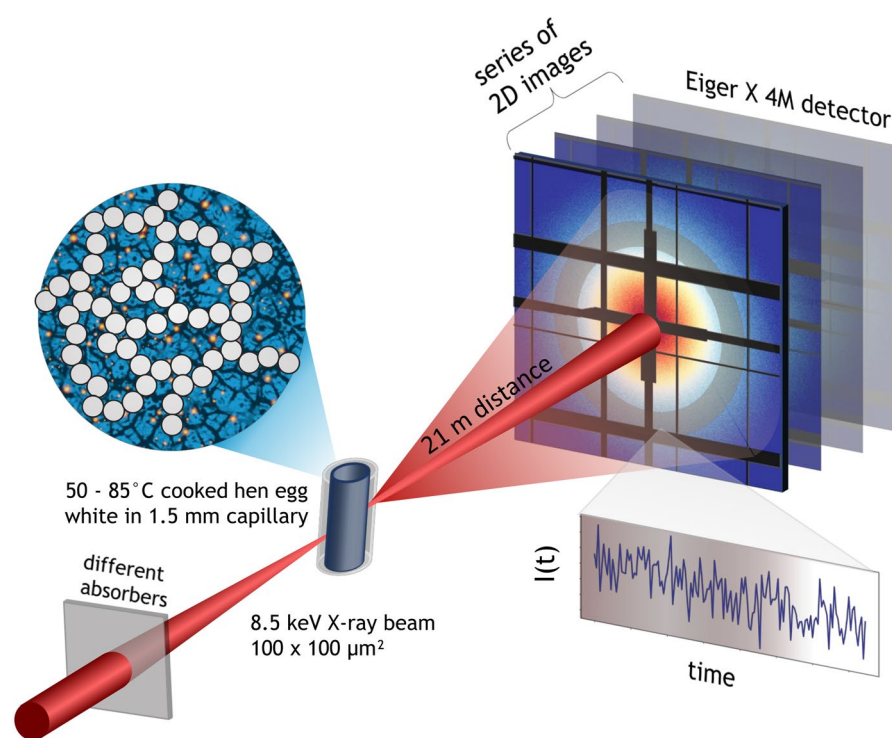 series of
2D images
Eiger X 4M detector
21 m distance
50 - 85°C cooked hen egg
white in 1.5 mm capillary
different
absorbers
8.5 keV X-ray beam
100 x 100 µm²
I(t)
time